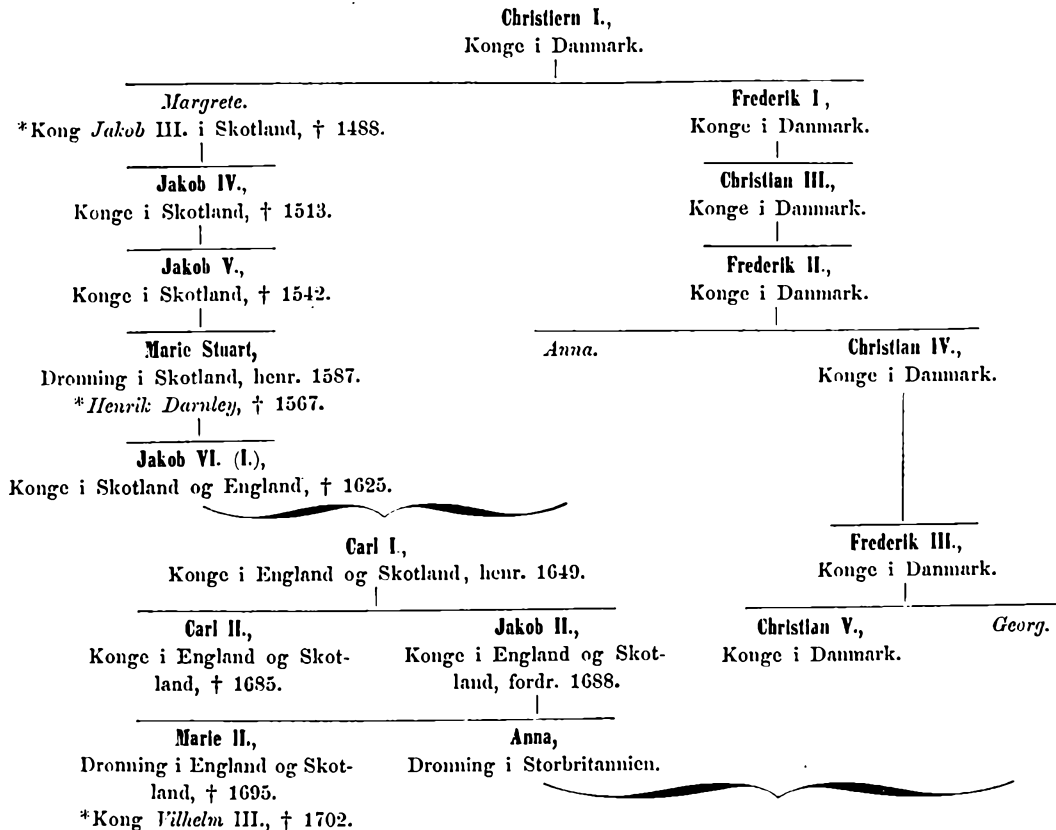 Christiern I.,
Konge i Danmark.
Margrete.
*Kong Jakob III. i Skotland, † 1488.
Frederik I,
Konge i Danmark.
Jakob IV.,
Konge i Skotland, † 1513.
Christian III.,
Konge i Danmark.
Jakob V.,
Konge i Skotland, † 1542.
Frederik II.,
Konge i Danmark.
Marie Stuart,
Dronning i Skotland, henr. 1587.
*Henrik Darnley, † 1567.
Anna.
Christian IV.,
Konge i Danmark.
Jakob VI. (I.),
Konge i Skotland og England, † 1625.
Carl I.,
Konge i England og Skotland, henr. 1649.
Frederik III.,
Konge i Danmark.
Carl II.,
Konge i England og Skot-
land, † 1685.
Jakob II.,
Konge i England og Skot-
land, fordr. 1688.
Christian V.,
Konge i Danmark.
Georg.
Marie II.,
Dronning i England og Skot-
land, † 1695.
*Kong Vilhelm III., † 1702.
Anna,
Dronning i Storbritannien.